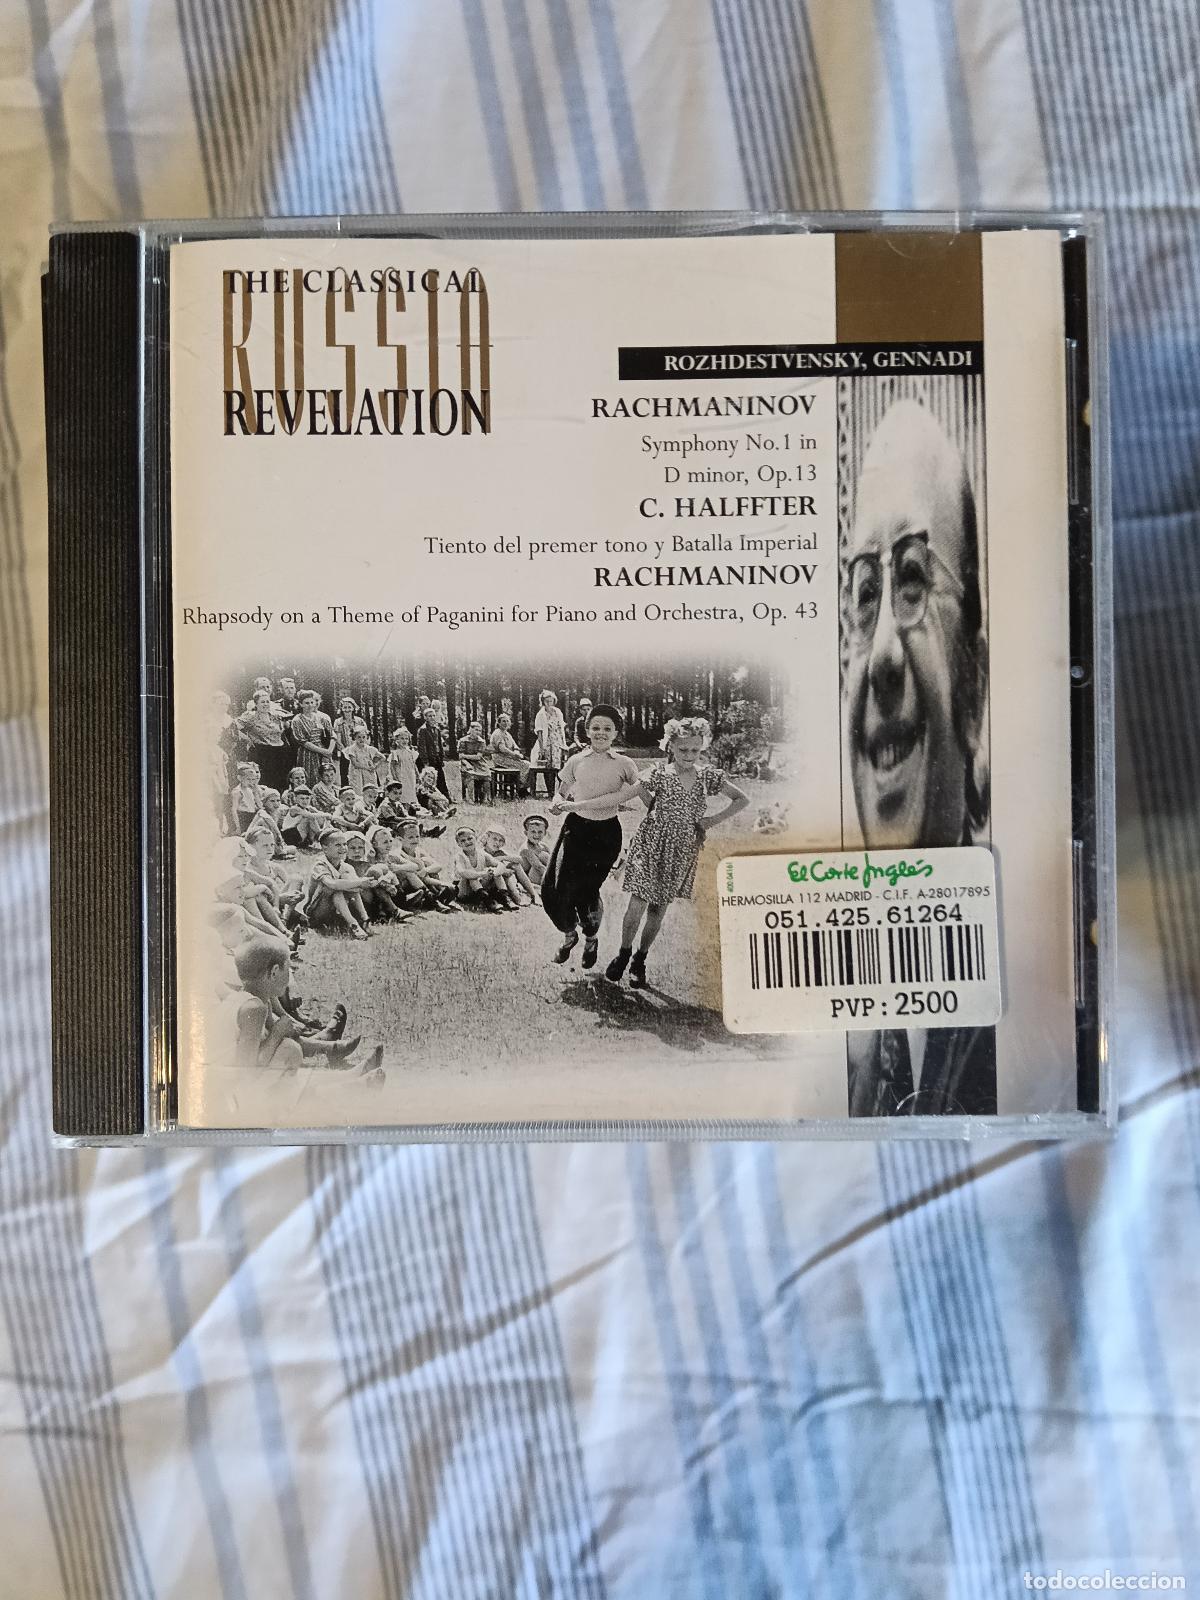 THE CLASSICAL
RUSSIA
REVELATION
ROZHDESTVENSKY, GENNADI
RACHMANINOV
Symphony No.1 in
D minor, Op.13
C. HALFFTER
Tiento del premer tono y Batalla Imperial
RACHMANINOV
Rhapsody on a Theme of Paganini for Piano and Orchestra, Op. 43
El Corte Inglés
HERMOSILLA 112 MADRID - C.I.F. A-28017895
051.425.61264
PVP: 2500
todocoleccion